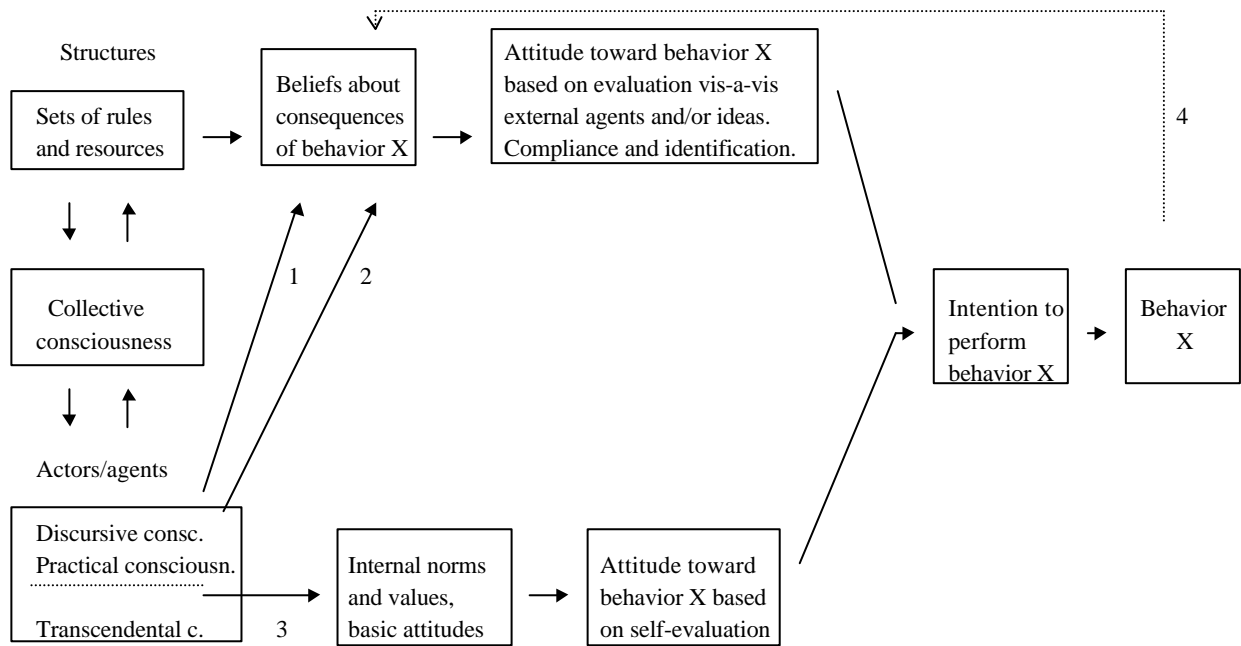 Structures
Sets of rules
and resources
Beliefs about
consequences
of behavior X
Attitude toward behavior X
based on evaluation vis-a-vis
external agents and/or ideas.
Compliance and identification.
4
1
2
Collective
consciousness
Intention to
perform
behavior X
Behavior
X
Actors/agents
Discursive consc.
Practical consciousn.
Transcendental c.
3
Internal norms
and values,
basic attitudes
Attitude toward
behavior X based
on self-evaluation